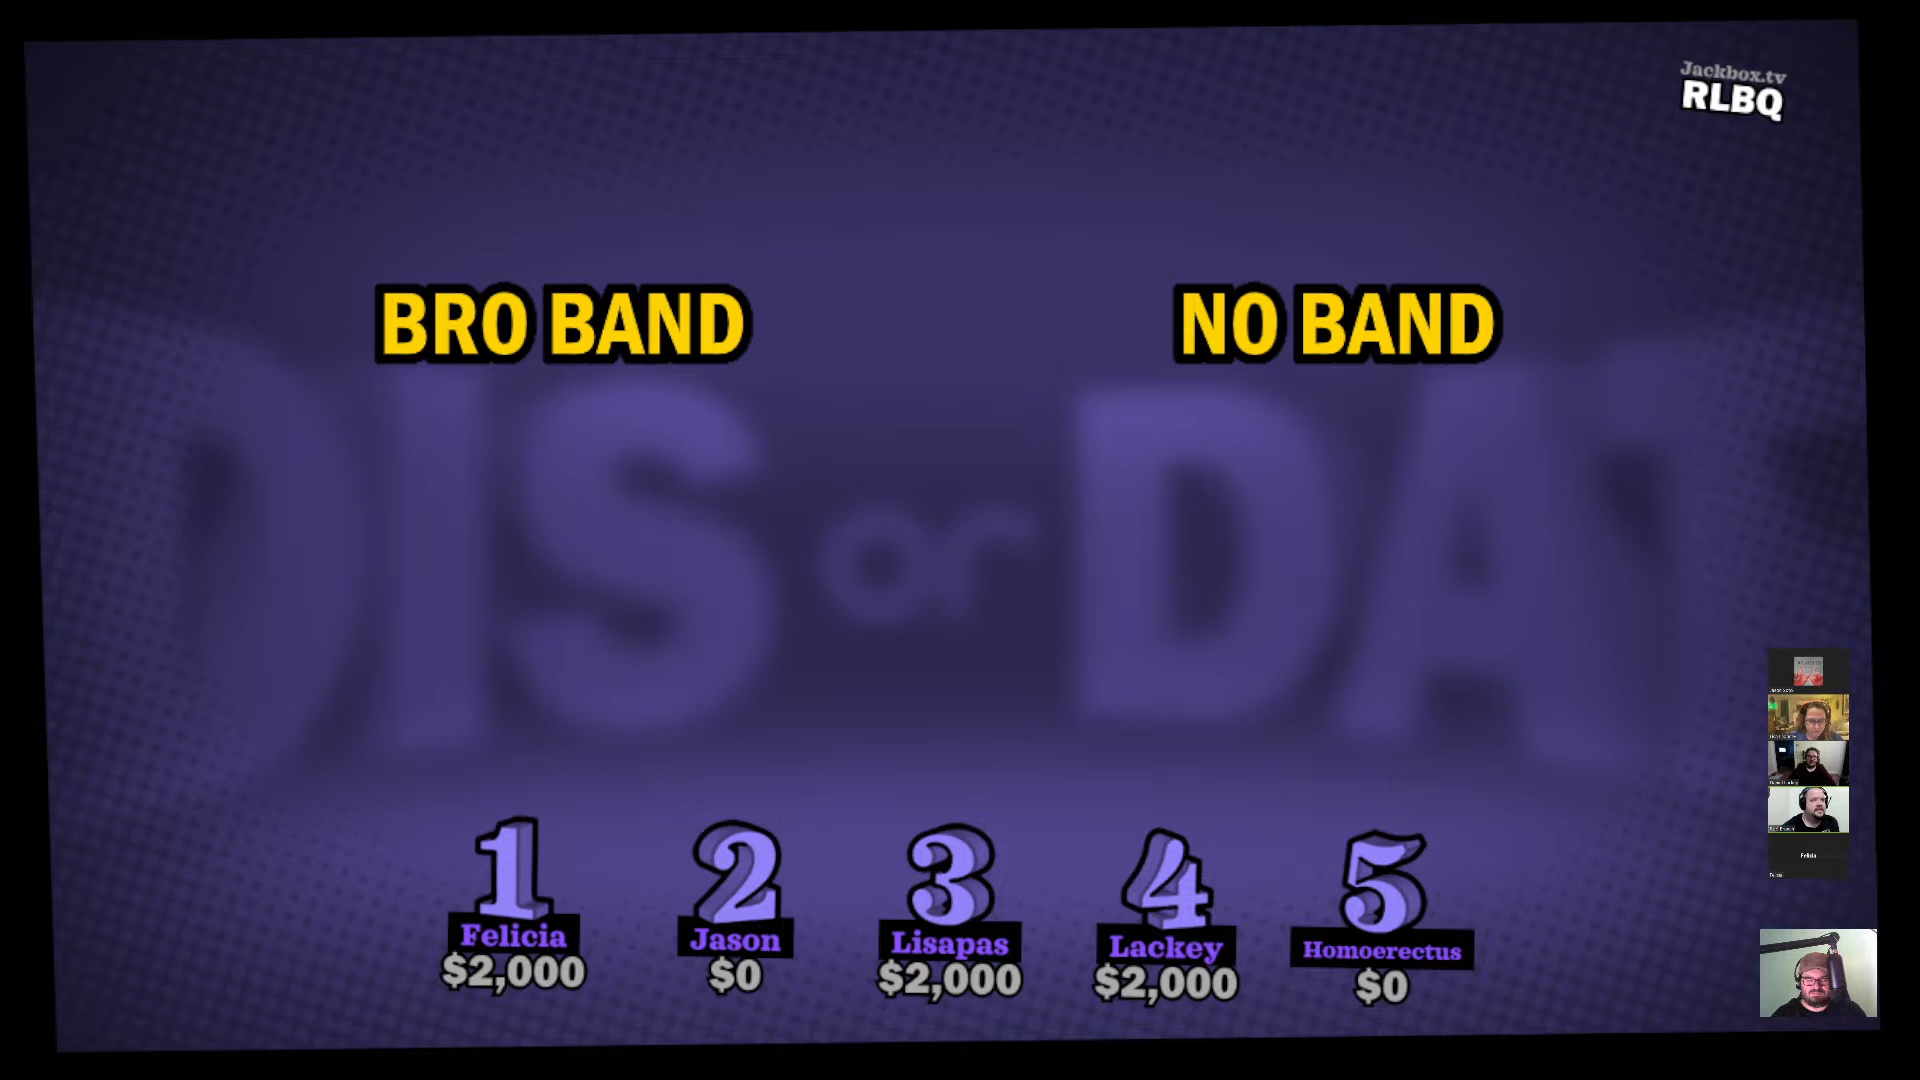 Jackbox.tv
RLBQ
BRO BAND
NO BAND
DIS or DAT
1
2
3
4
5
Felicia
Jason
Lisapas
Lackey
Homoerectus
$2,000
$0
$2,000
$2,000
$0
Felicia